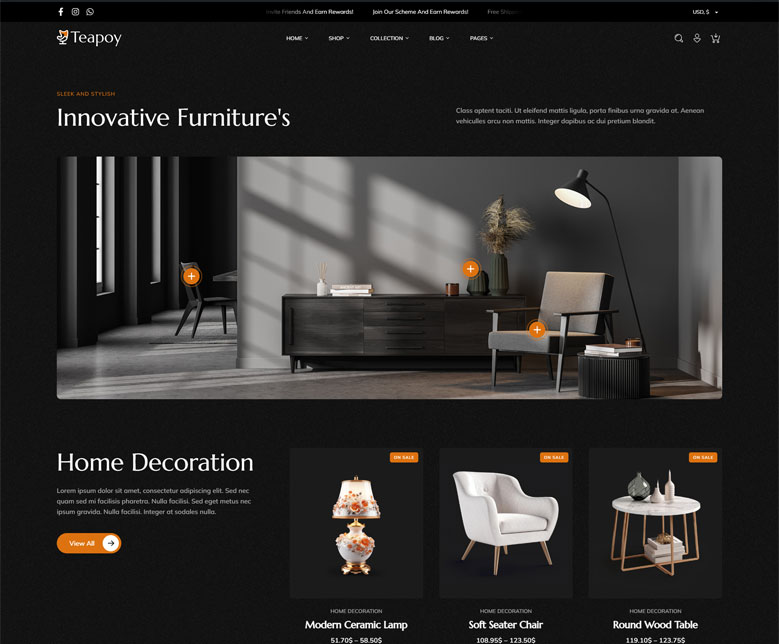 Invite Friends And Earn Rewards!
Join Our Scheme And Earn Rewards!
Free
USD, $
Teapoy
HOME
SHOP
COLLECTION
BLOG
PAGES
SLEEK AND STYLISH
Innovative Furniture's
Class aptent taciti. Ut eleifend mattis ligula, porta finibus urna gravida at. Aenean
vehiculles arcu non mattis. Integer dapibus ac dui pretium blandit.
Home Decoration
Lorem ipsum dolor sit amet, consectetur adipiscing elit. Sed nec
quam sed mi facilisis pharetra. Nulla facilisi. Sed eget metus nec
ipsum gravida. Nulla facilisi. Integer at sodales nulla.
View All
ON SALE
HOME DECORATION
Modern Ceramic Lamp
51.70$ – 58.50$
ON SALE
HOME DECORATION
Soft Seater Chair
108.95$ – 123.50$
ON SALE
HOME DECORATION
Round Wood Table
119.10$ – 123.75$